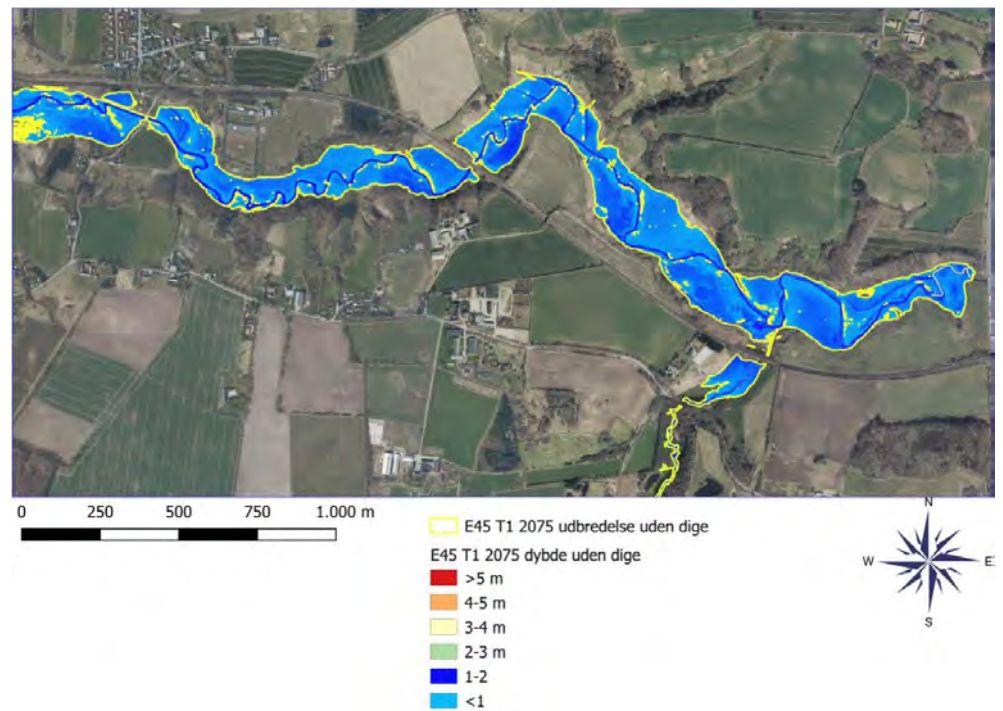 0 250 500 750 1.000 m
E45 T1 2075 udbredelse uden dige
E45 T1 2075 dybde uden dige
>5 m
4-5 m
3-4 m
2-3 m
1-2
<1
N
W
S